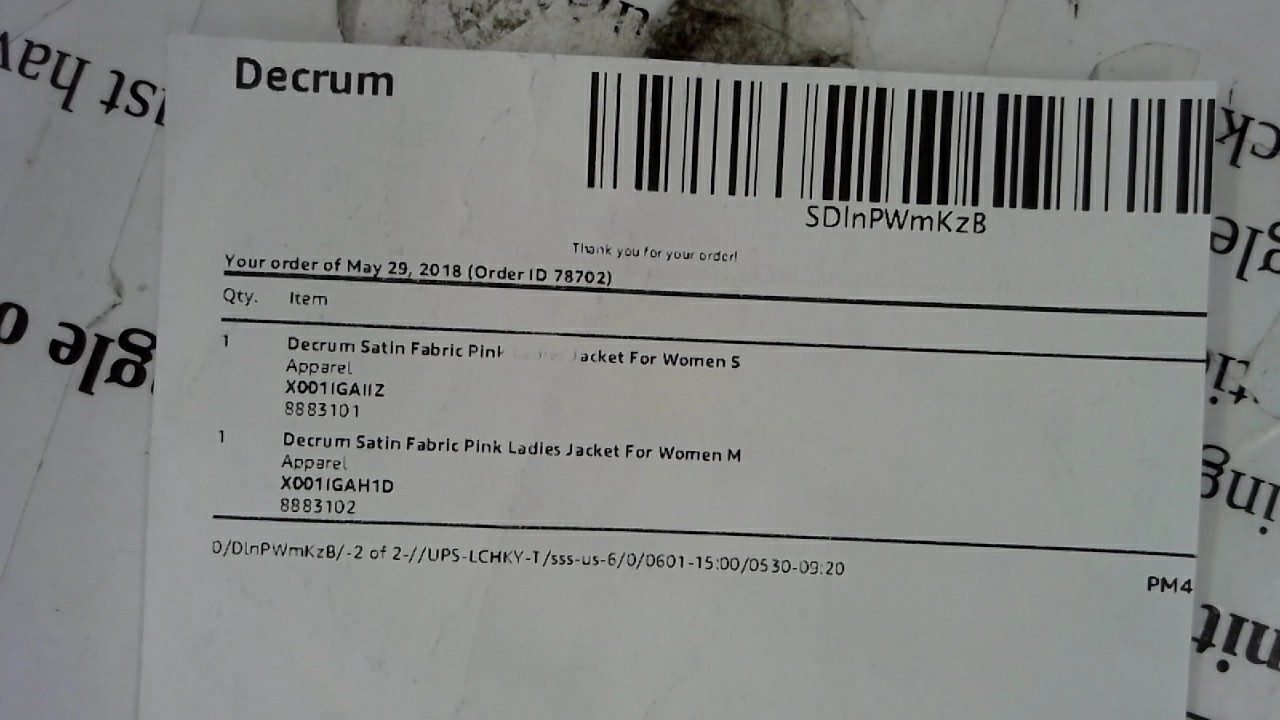 Decrum
SDlnPWmKzB
Thank you for your order!
Your order of May 29, 2018 (Order ID 78702)
Qty. Item
1 Decrum Satin Fabric Pink Ladies Jacket For Women S
Apparel
X001IGAIIZ
8883101
1 Decrum Satin Fabric Pink Ladies Jacket For Women M
Apparel
X001IGAH1D
8883102
0/DlnPWmKzB/-2 of 2-//UPS-LCHKY-T/sss-us-6/0/0601-15:00/0530-09:20
PM4